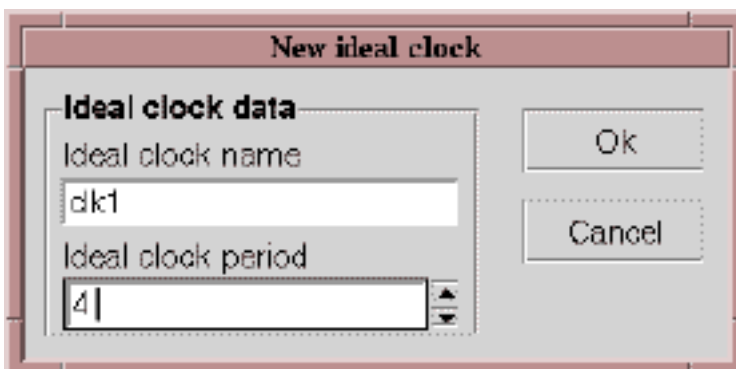 New ideal clock
Ideal clock data
Ideal clock name
clk1
Ideal clock period
4
Ok
Cancel